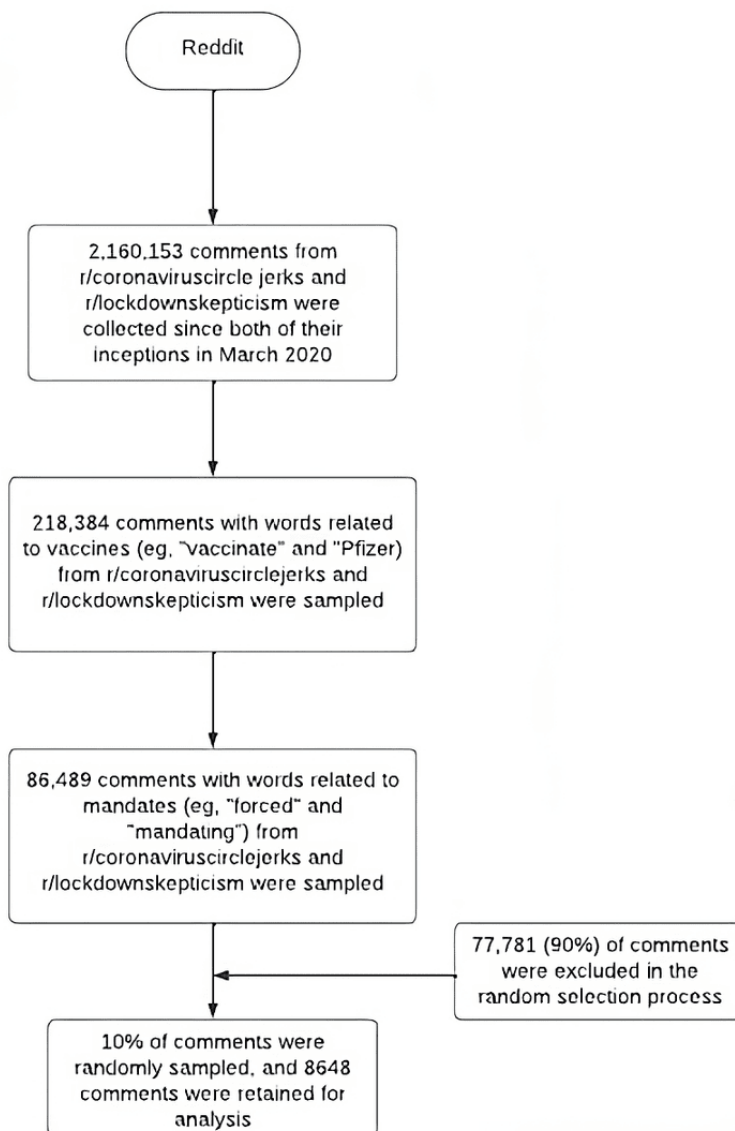 Reddit
2,160,153 comments from
r/coronaviruscircle jerks and
r/lockdownskepticism were
collected since both of their
inceptions in March 2020
218,384 comments with words related
to vaccines (eg, "vaccinate" and "Pfizer)
from r/coronaviruscirclejerks and
r/lockdownskepticism were sampled
86,489 comments with words related to
mandates (eg, "forced" and
"mandating") from
r/coronaviruscirclejerks and
r/lockdownskepticism were sampled
77,781 (90%) of comments
were excluded in the
random selection process
10% of comments were
randomly sampled, and 8648
comments were retained for
analysis